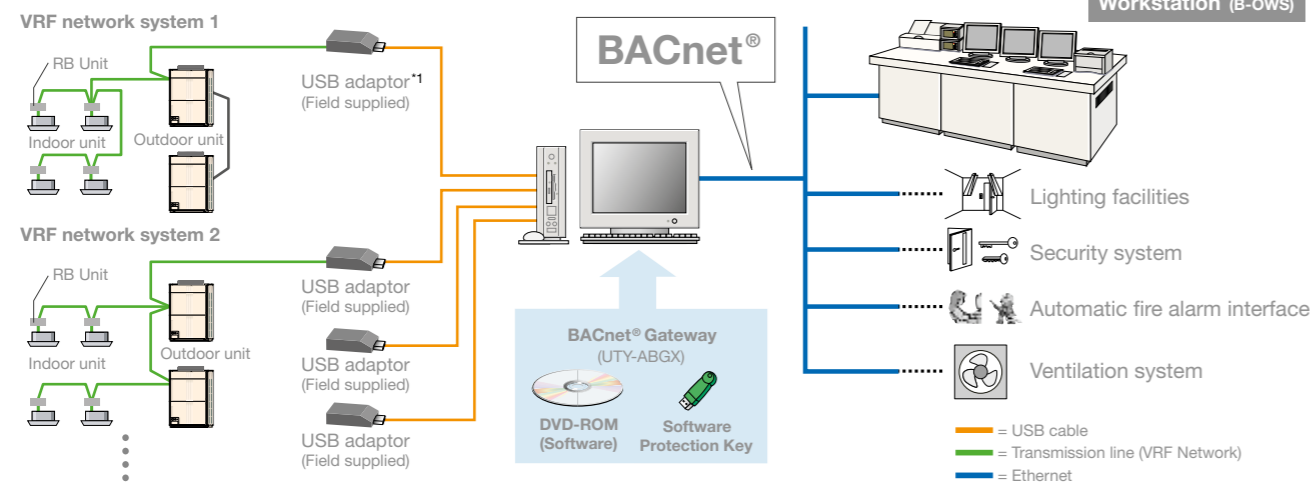 VRF network system 1
RB Unit
Indoor unit
Outdoor unit
USB adaptor*1
(Field supplied)
VRF network system 2
RB Unit
Indoor unit
Outdoor unit
USB adaptor
(Field supplied)
USB adaptor
(Field supplied)
USB adaptor
(Field supplied)
BACnet®
BACnet® Gateway
(UTY-ABGX)
DVD-ROM
(Software)
Software
Protection Key
Workstation (B-OWS)
Lighting facilities
Security system
Automatic fire alarm interface
Ventilation system
= USB cable
= Transmission line (VRF Network)
= Ethernet